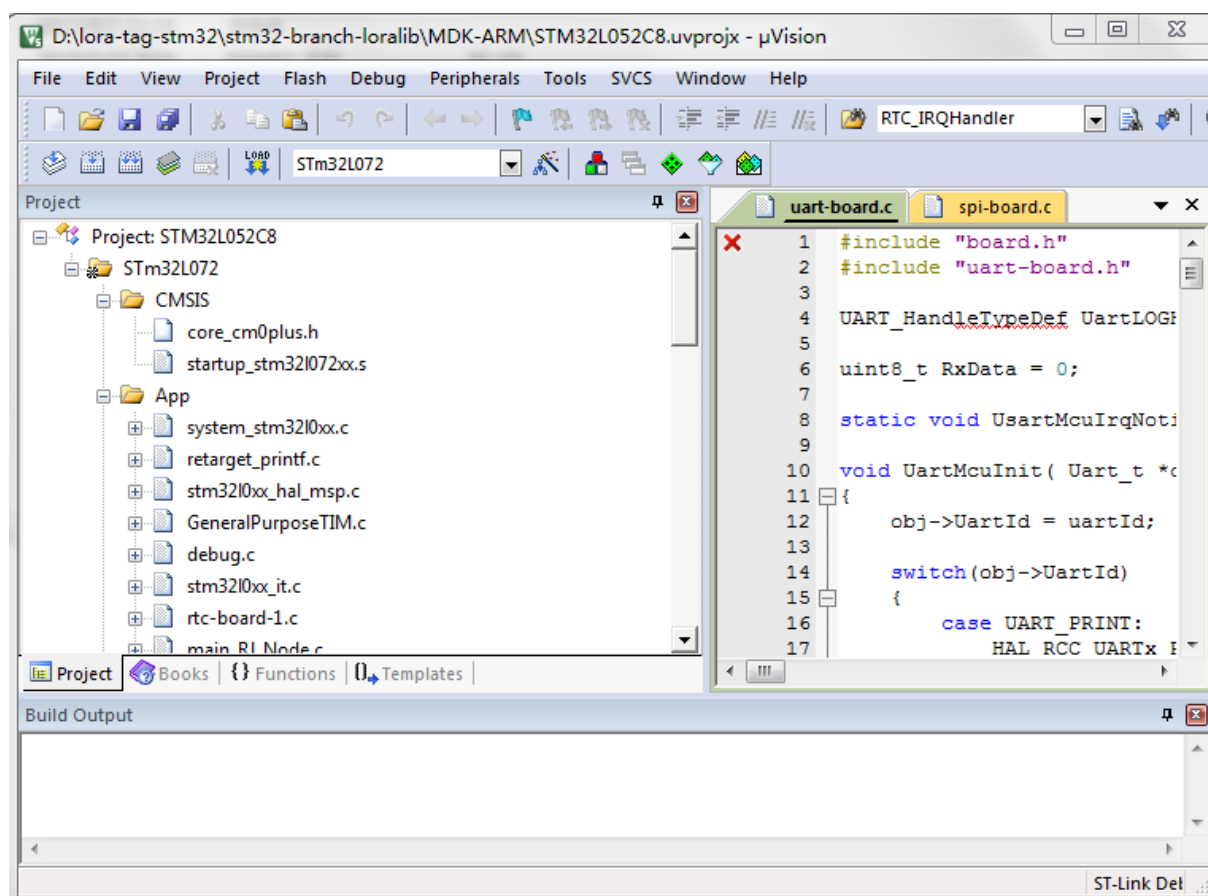 D:\lora-tag-stm32\stm32-branch-loralib\MDK-ARM\STM32L052C8.uvprojx - µVision
File Edit View Project Flash Debug Peripherals Tools SVCS Window Help
RTC_IRQHandler
LOAD STm32L072
Project
Project: STM32L052C8
STm32L072
CMSIS
core_cm0plus.h
startup_stm32l072xx.s
App
system_stm32l0xx.c
retarget_printf.c
stm32l0xx_hal_msp.c
GeneralPurposeTIM.c
debug.c
stm32l0xx_it.c
rtc-board-1.c
main_RI_Node.c
Project Books {} Functions Templates
uart-board.c spi-board.c
1 #include "board.h"
2 #include "uart-board.h"
3
4 UART_HandleTypeDef
5
6 uint8_t RxData = 0;
7
8 static void
9
10 void UartMcuInit( Uart_t
11 {
12 obj->UartId = uartId;
13
14 switch(obj->UartId)
15 {
16 case UART_PRINT:
17 HAL_RCC_UARTx
Build Output
ST-Link